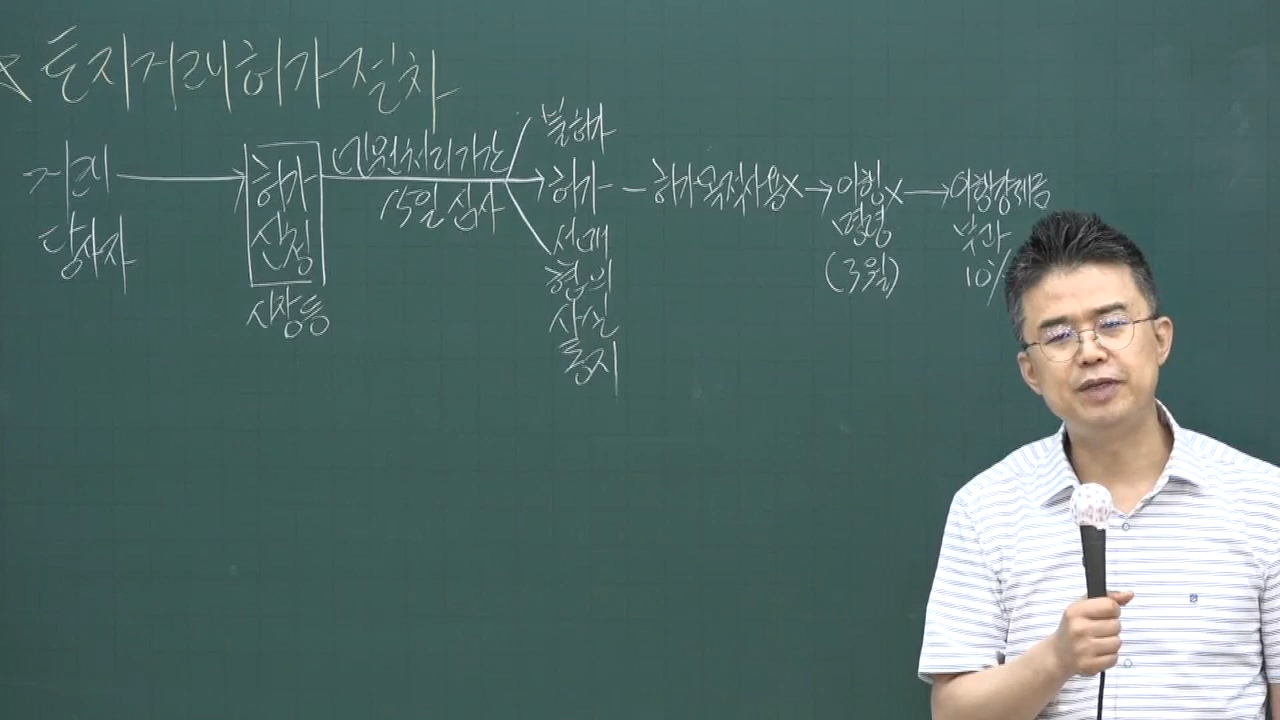 토지거래허가절차
거래
당사자
허가
신청
시장등
민원처리기간
15일 심사
불허가
허가
선매
협의
사실
통지
허가목적사용X
이행X
명령
(3월)
이행강제금
부과
10%